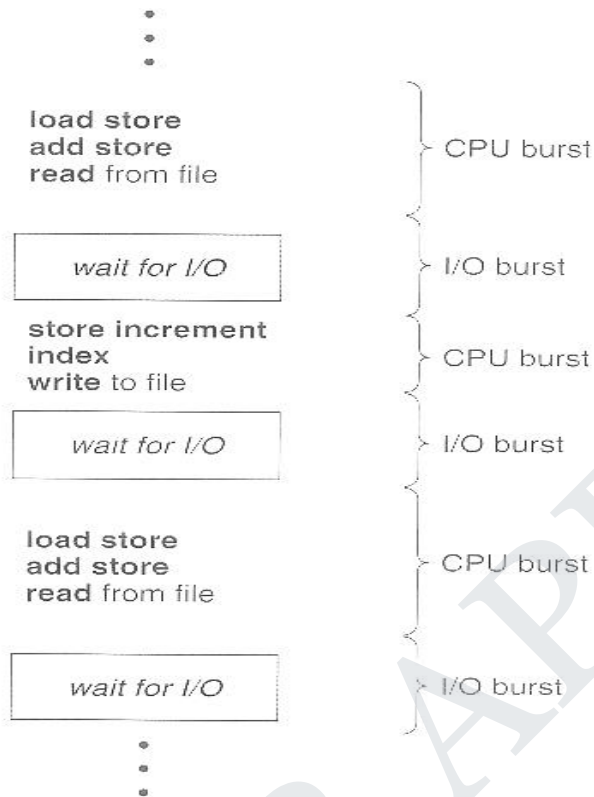 load store
add store
read from file
CPU burst
wait for I/O
I/O burst
store increment
index
write to file
CPU burst
wait for I/O
I/O burst
load store
add store
read from file
CPU burst
wait for I/O
I/O burst